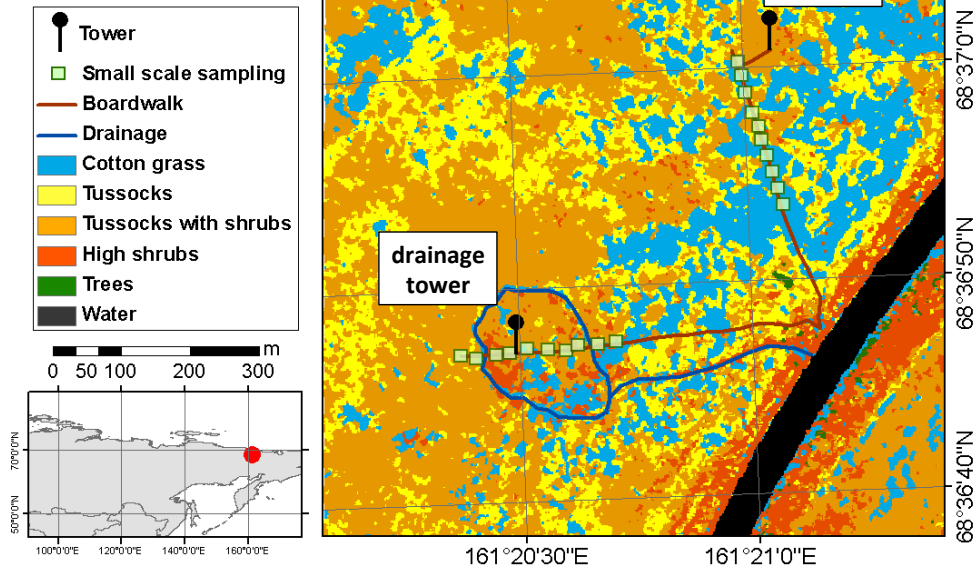 Tower
Small scale sampling
Boardwalk
Drainage
Cotton grass
Tussocks
Tussocks with shrubs
High shrubs
Trees
Water
0 50 100 200 300 m
70°0'0"N
50°0'0"N
100°0'0"E 120°0'0"E 140°0'0"E 160°0'0"E
drainage
tower
68°37'0"N
68°36'50"N
68°36'40"N
161°20'30"E 161°21'0"E